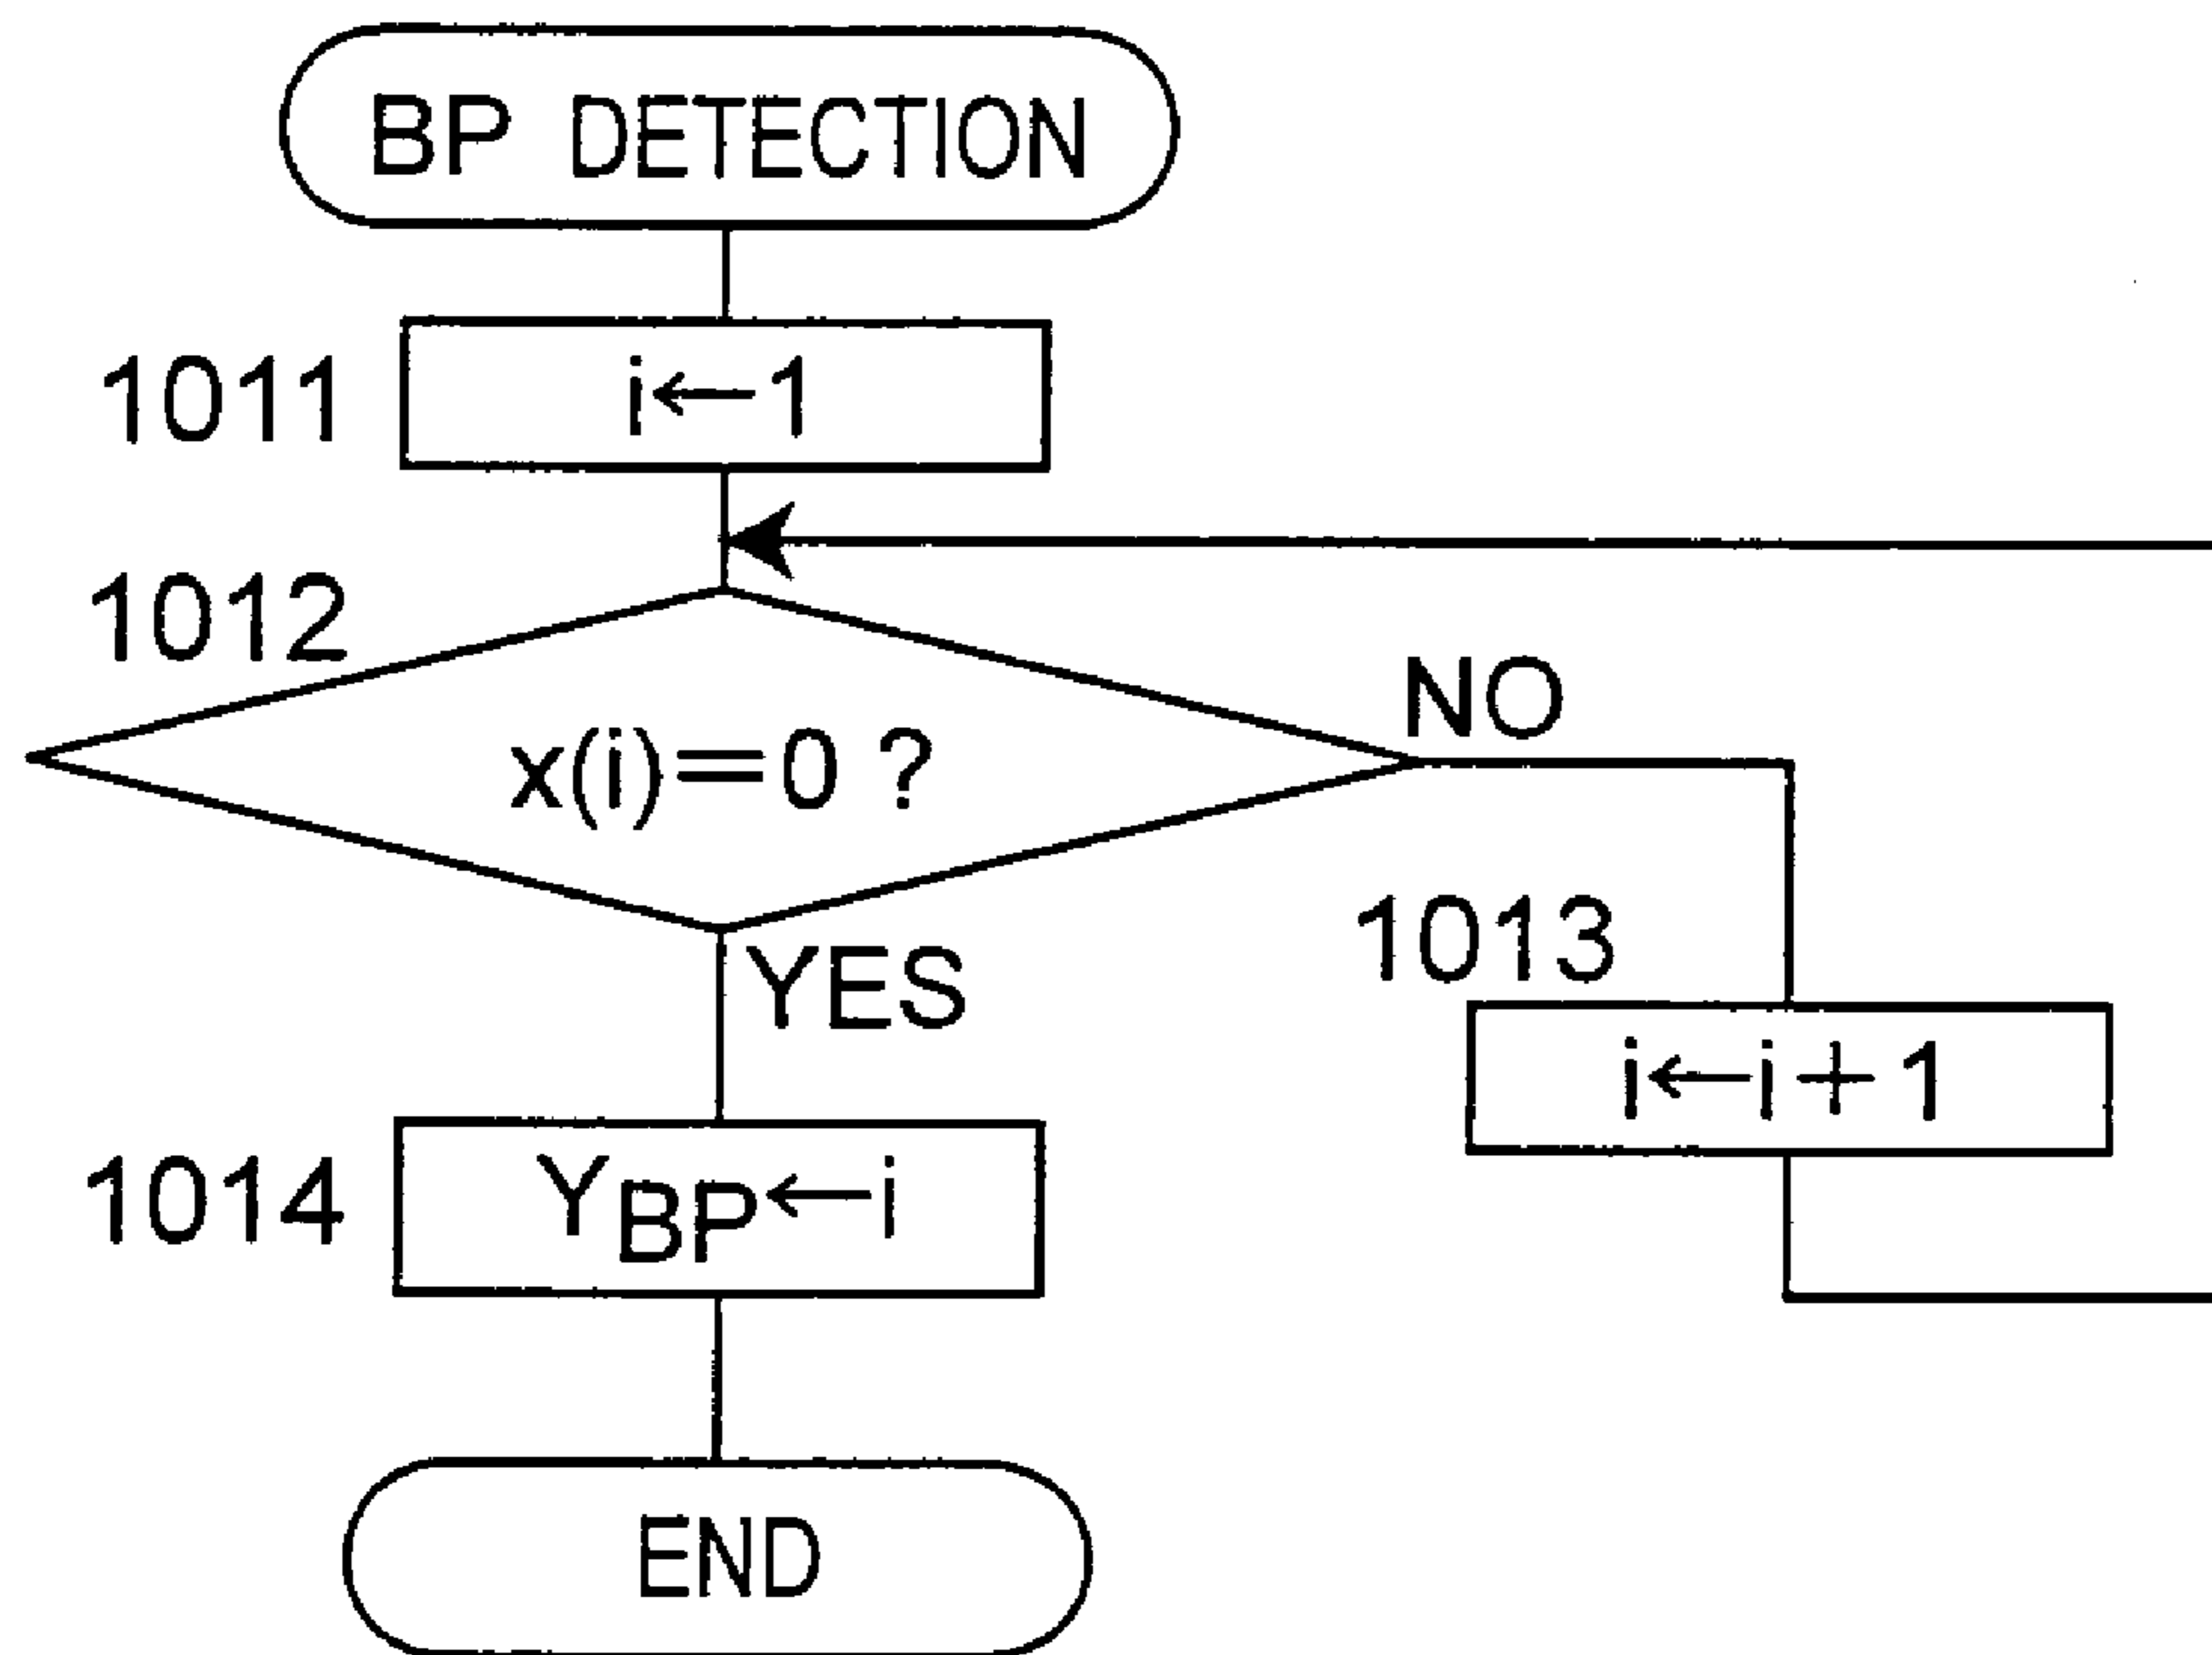 BP DETECTION
1011
i←1
1012
x(i)=0 ?
NO
YES
1013
i←i+1
1014
YBP←i
END